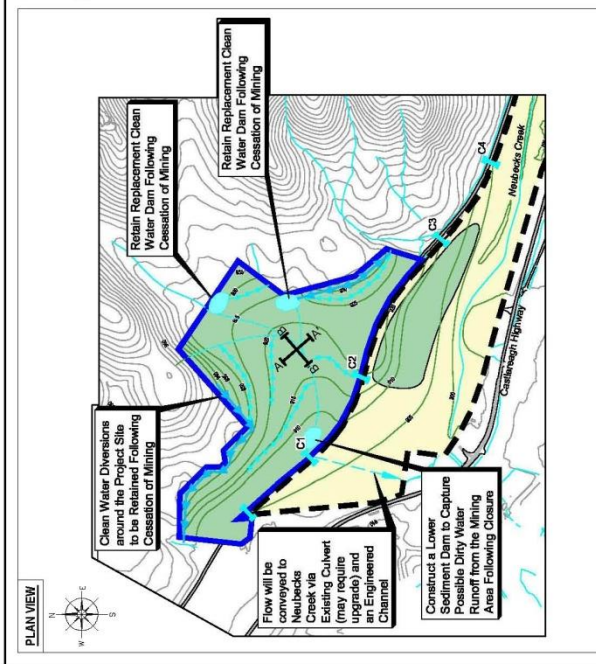 PLAN VIEW
N
E
S
W
Clean Water Diversions
around the Project Site
to be Retained Following
Cessation of Mining
Retain Replacement Clean
Water Dam Following
Cessation of Mining
Retain Replacement Clean
Water Dam Following
Cessation of Mining
Flow will be
conveyed to
Neubecks
Creek via
Existing Culvert
(may require
upgrade) and
an Engineered
Channel
Construct a Lower
Sediment Dam to Capture
Possible Dirty Water
Runoff from the Mining
Area Following Closure
A
A'
B
B'
C1
C2
C3
C4
Neubecks Creek
Castlereagh Highway